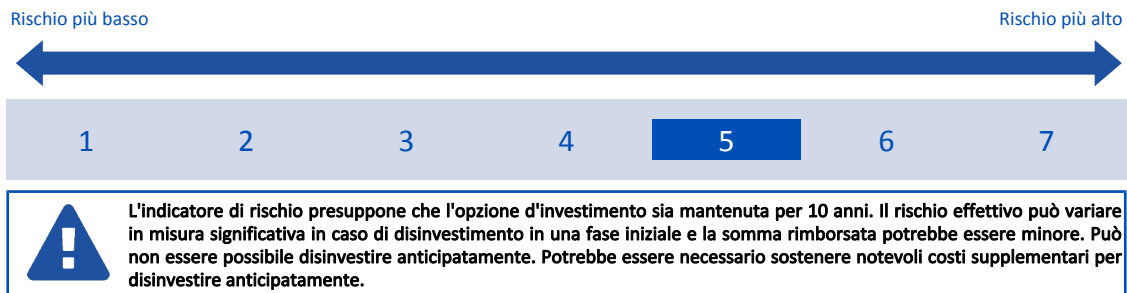 Rischio più basso Rischio più alto
1 2 3 4 5 6 7
L'indicatore di rischio presuppone che l'opzione d'investimento sia mantenuta per 10 anni. Il rischio effettivo può variare
in misura significativa in caso di disinvestimento in una fase iniziale e la somma rimborsata potrebbe essere minore. Può
non essere possibile disinvestire anticipatamente. Potrebbe essere necessario sostenere notevoli costi supplementari per
disinvestire anticipatamente.